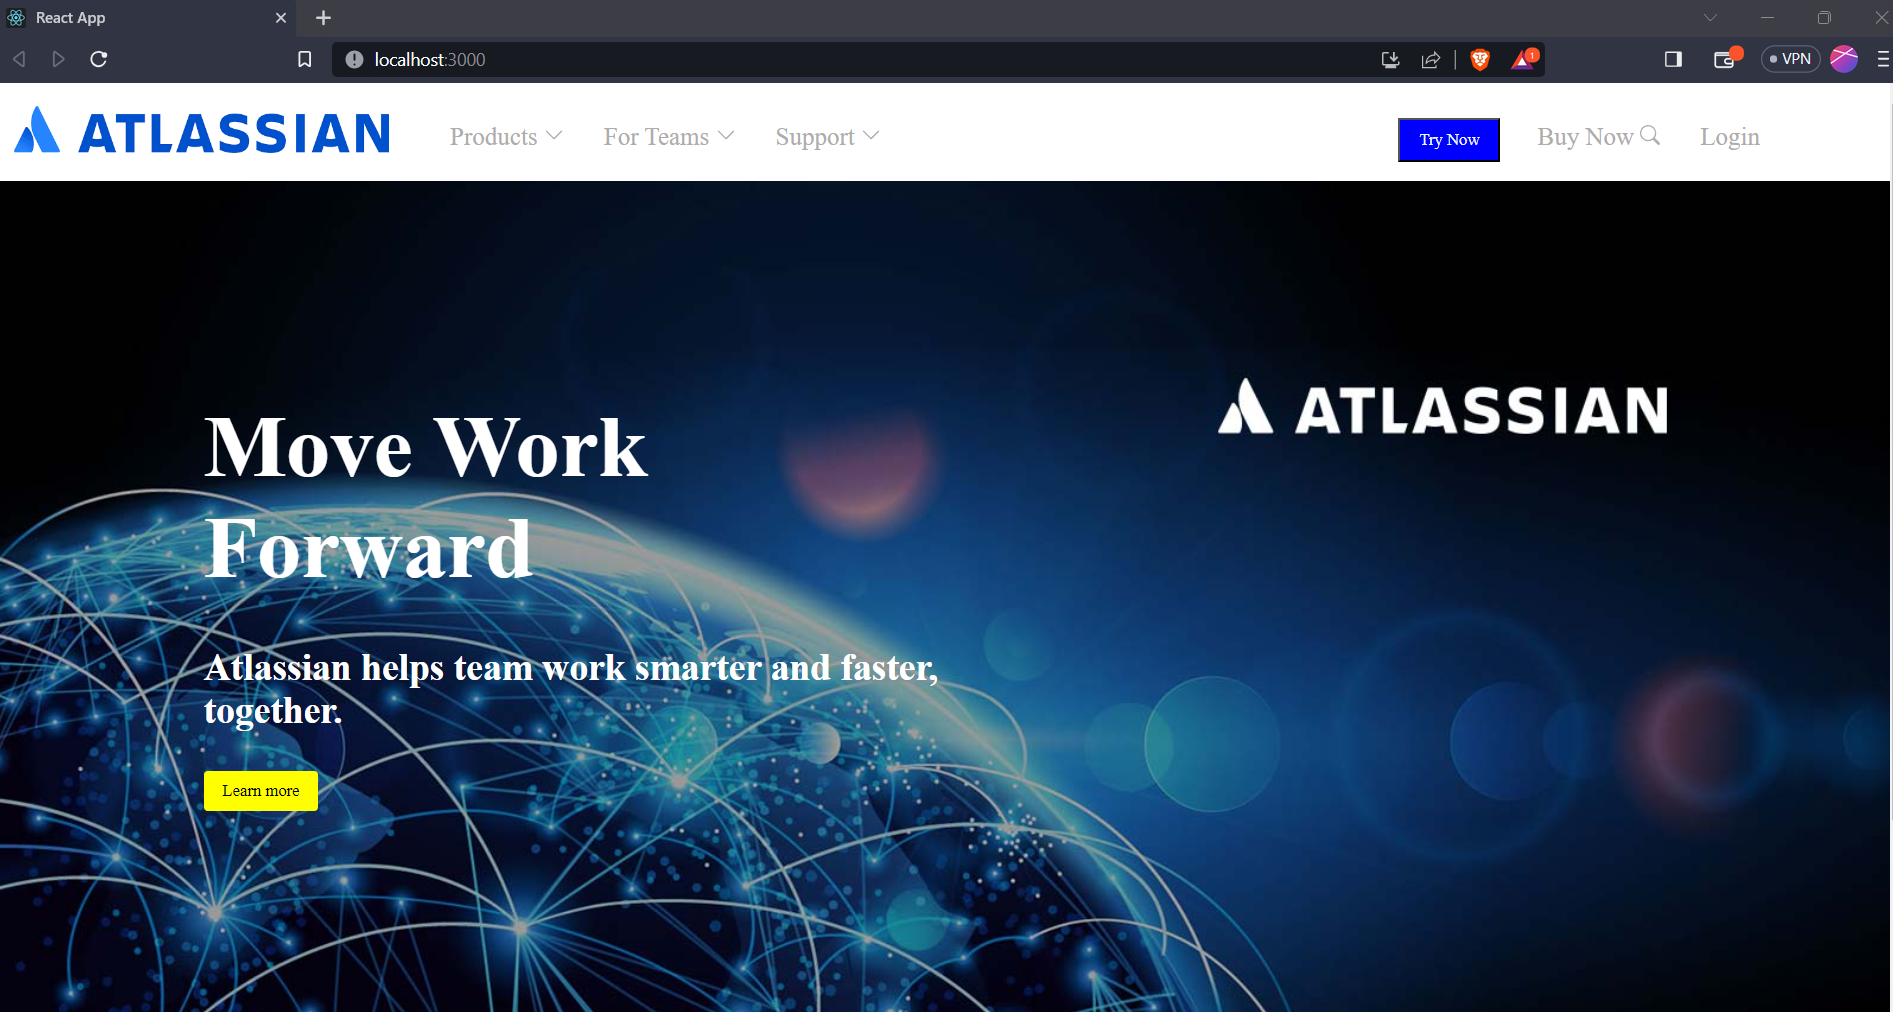 React App
localhost:3000
1
VPN
ATLASSIAN
Products
For Teams
Support
Try Now
Buy Now
Login
ATLASSIAN
Move Work
Forward
Atlassian helps team work smarter and faster,
together.
Learn more